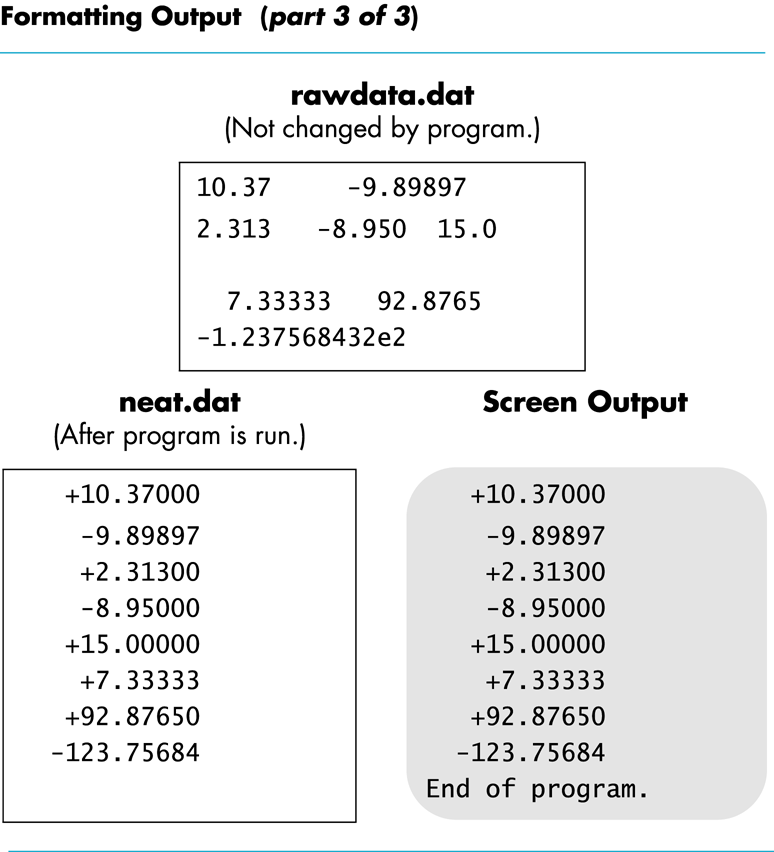 Formatting Output (part 3 of 3)
rawdata.dat
(Not changed by program.)
10.37 -9.89897
2.313 -8.950 15.0
7.33333 92.8765
-1.237568432e2
neat.dat
(After program is run.)
+10.37000
-9.89897
+2.31300
-8.95000
+15.00000
+7.33333
+92.87650
-123.75684
Screen Output
+10.37000
-9.89897
+2.31300
-8.95000
+15.00000
+7.33333
+92.87650
-123.75684
End of program.